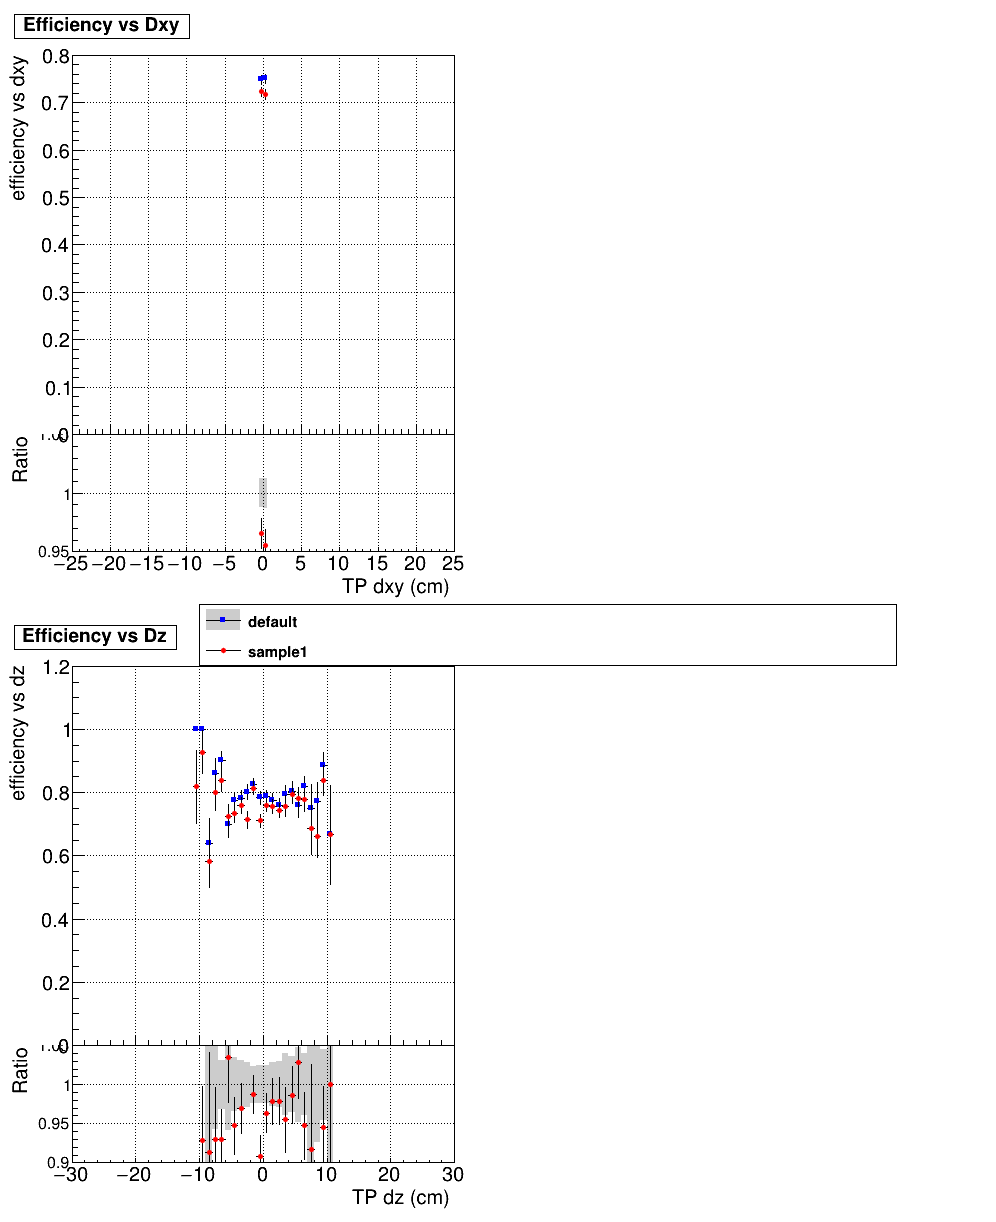 Efficiency vs Dxy
efficiency vs dxy
0.8
0.7
0.6
0.5
0.4
0.3
0.2
0.1
0
Ratio
1
0.95
−25 −20 −15 −10 −5 0 5 10 15 20 25
TP dxy (cm)
default
sample1
Efficiency vs Dz
efficiency vs dz
1.2
1
0.8
0.6
0.4
0.2
0
Ratio
1
0.95
0.9
−30 −20 −10 0 10 20 30
TP dz (cm)